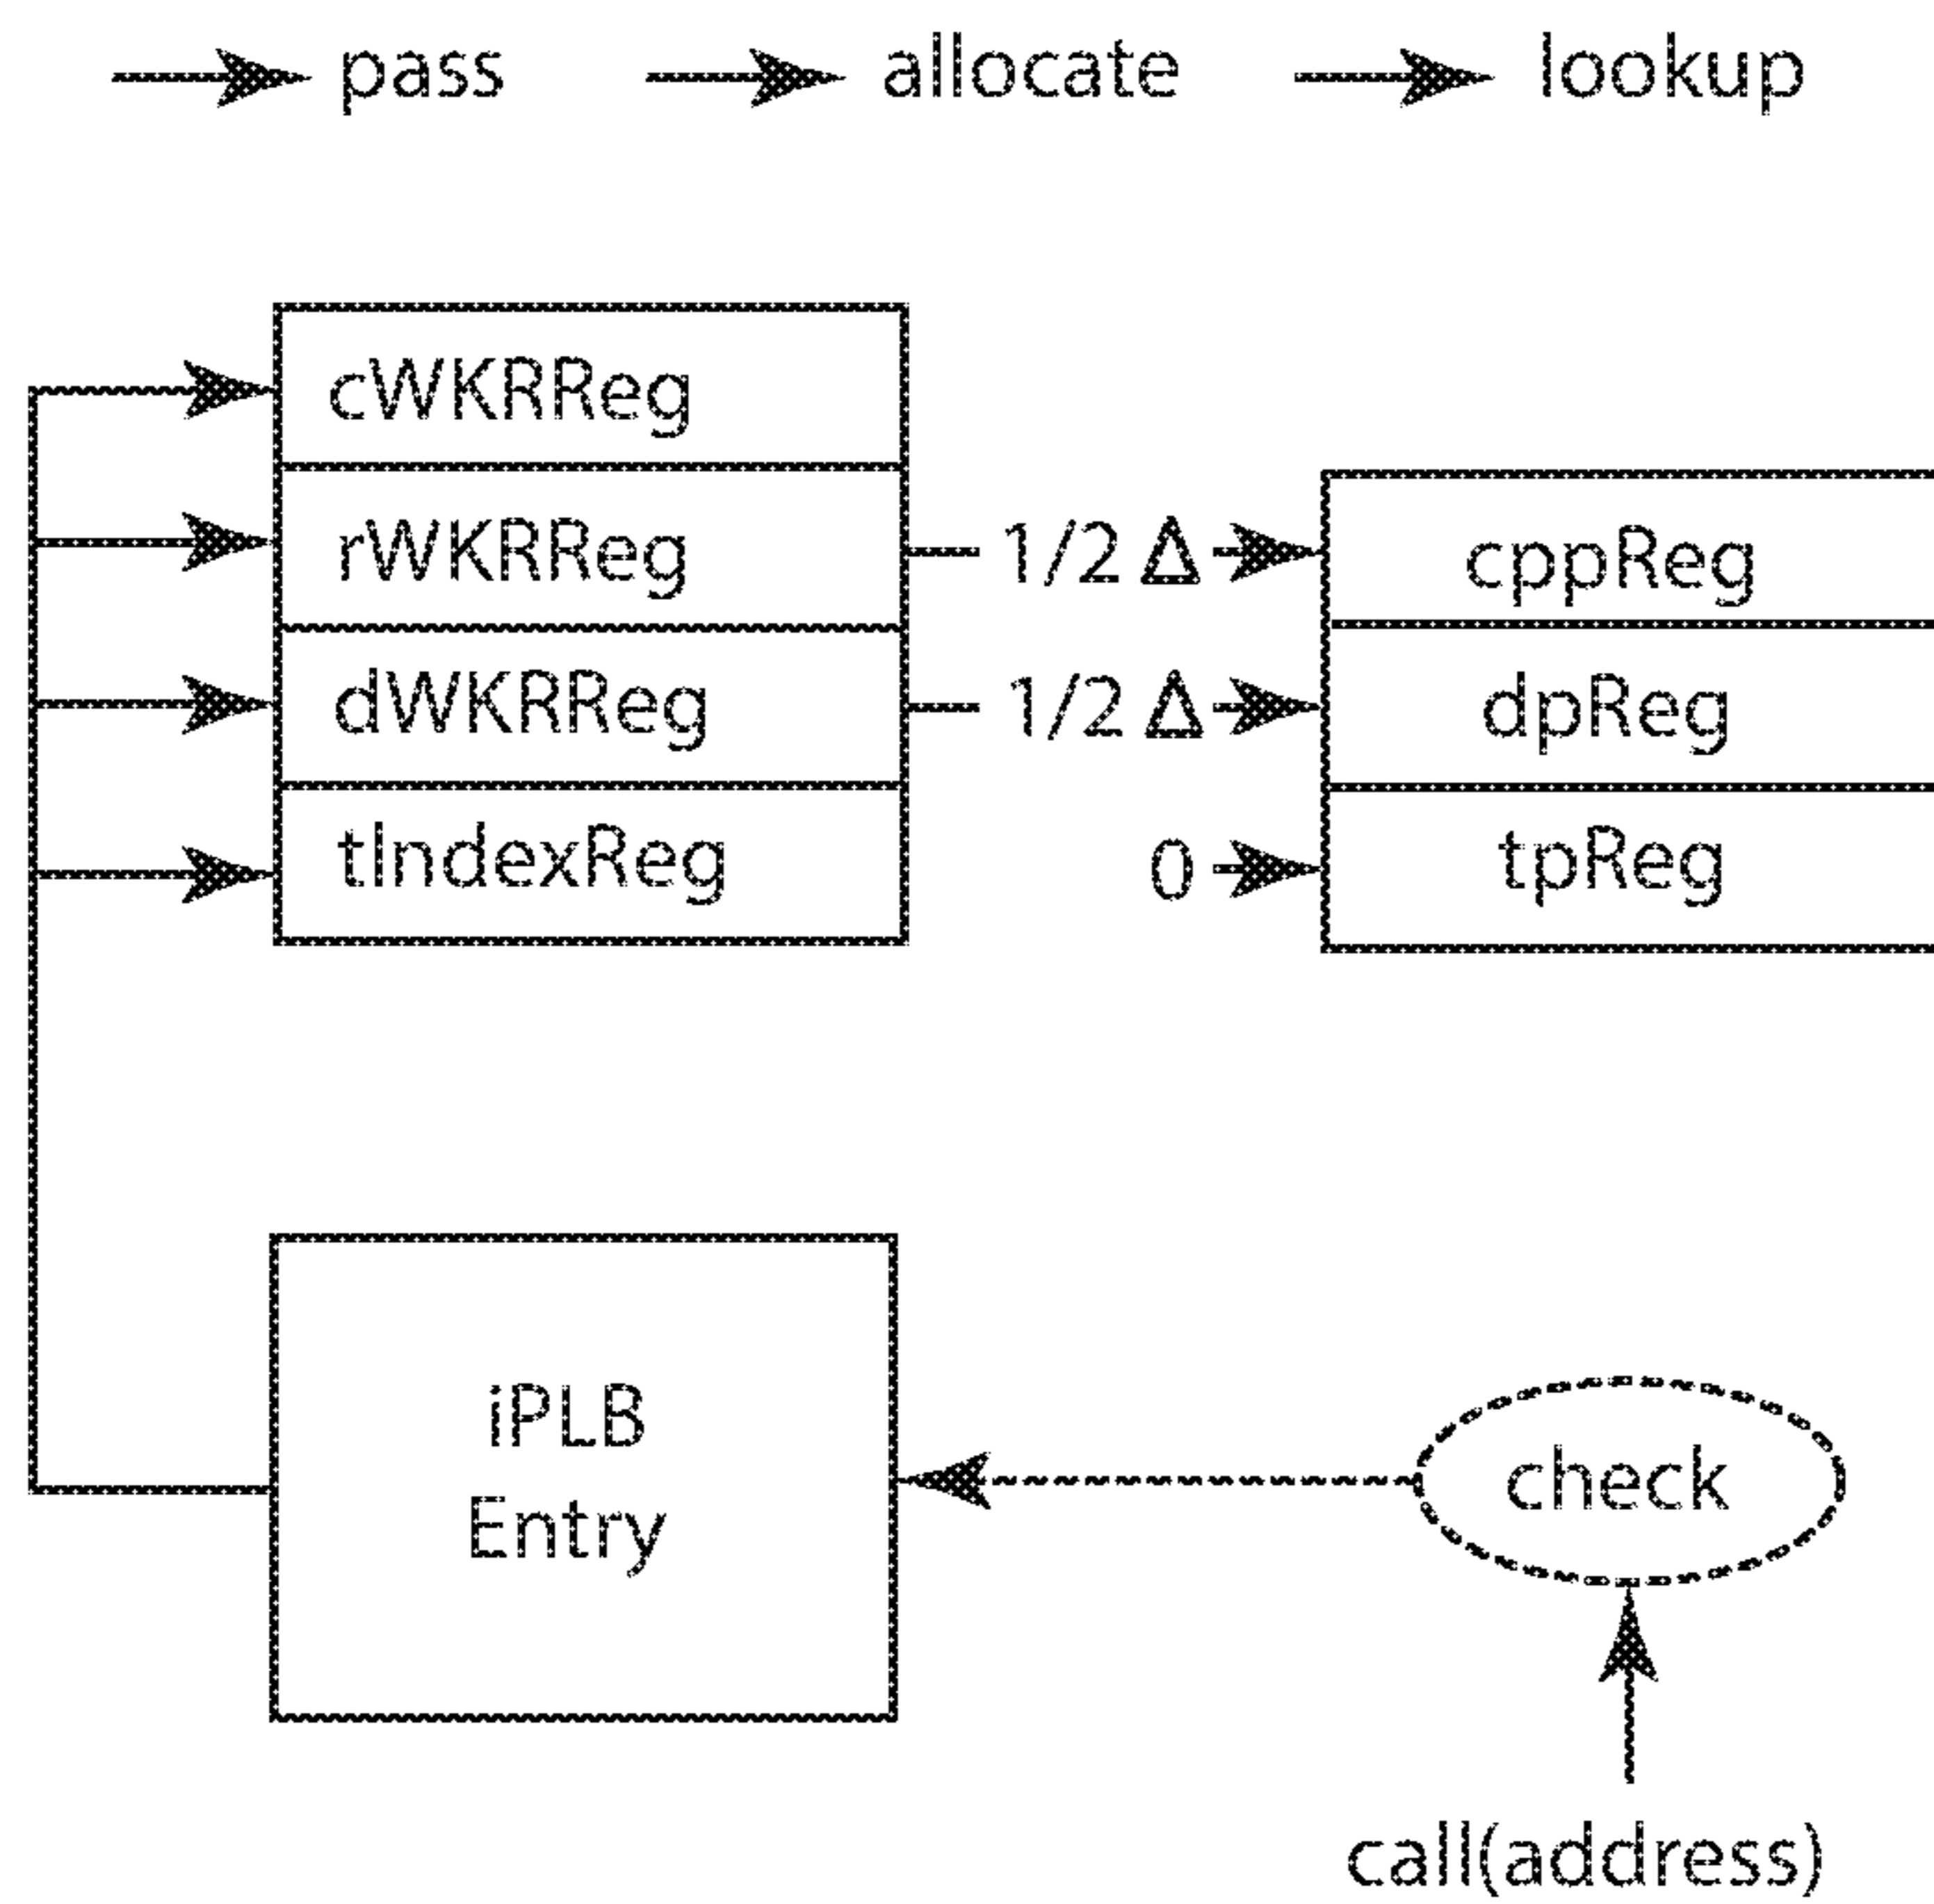 pass allocate lookup
cWKRReg
rWKRReg 1/2 Δ cppReg
dWKRReg 1/2 Δ dpReg
tIndexReg 0 tpReg
iPLB
Entry
check
call(address)